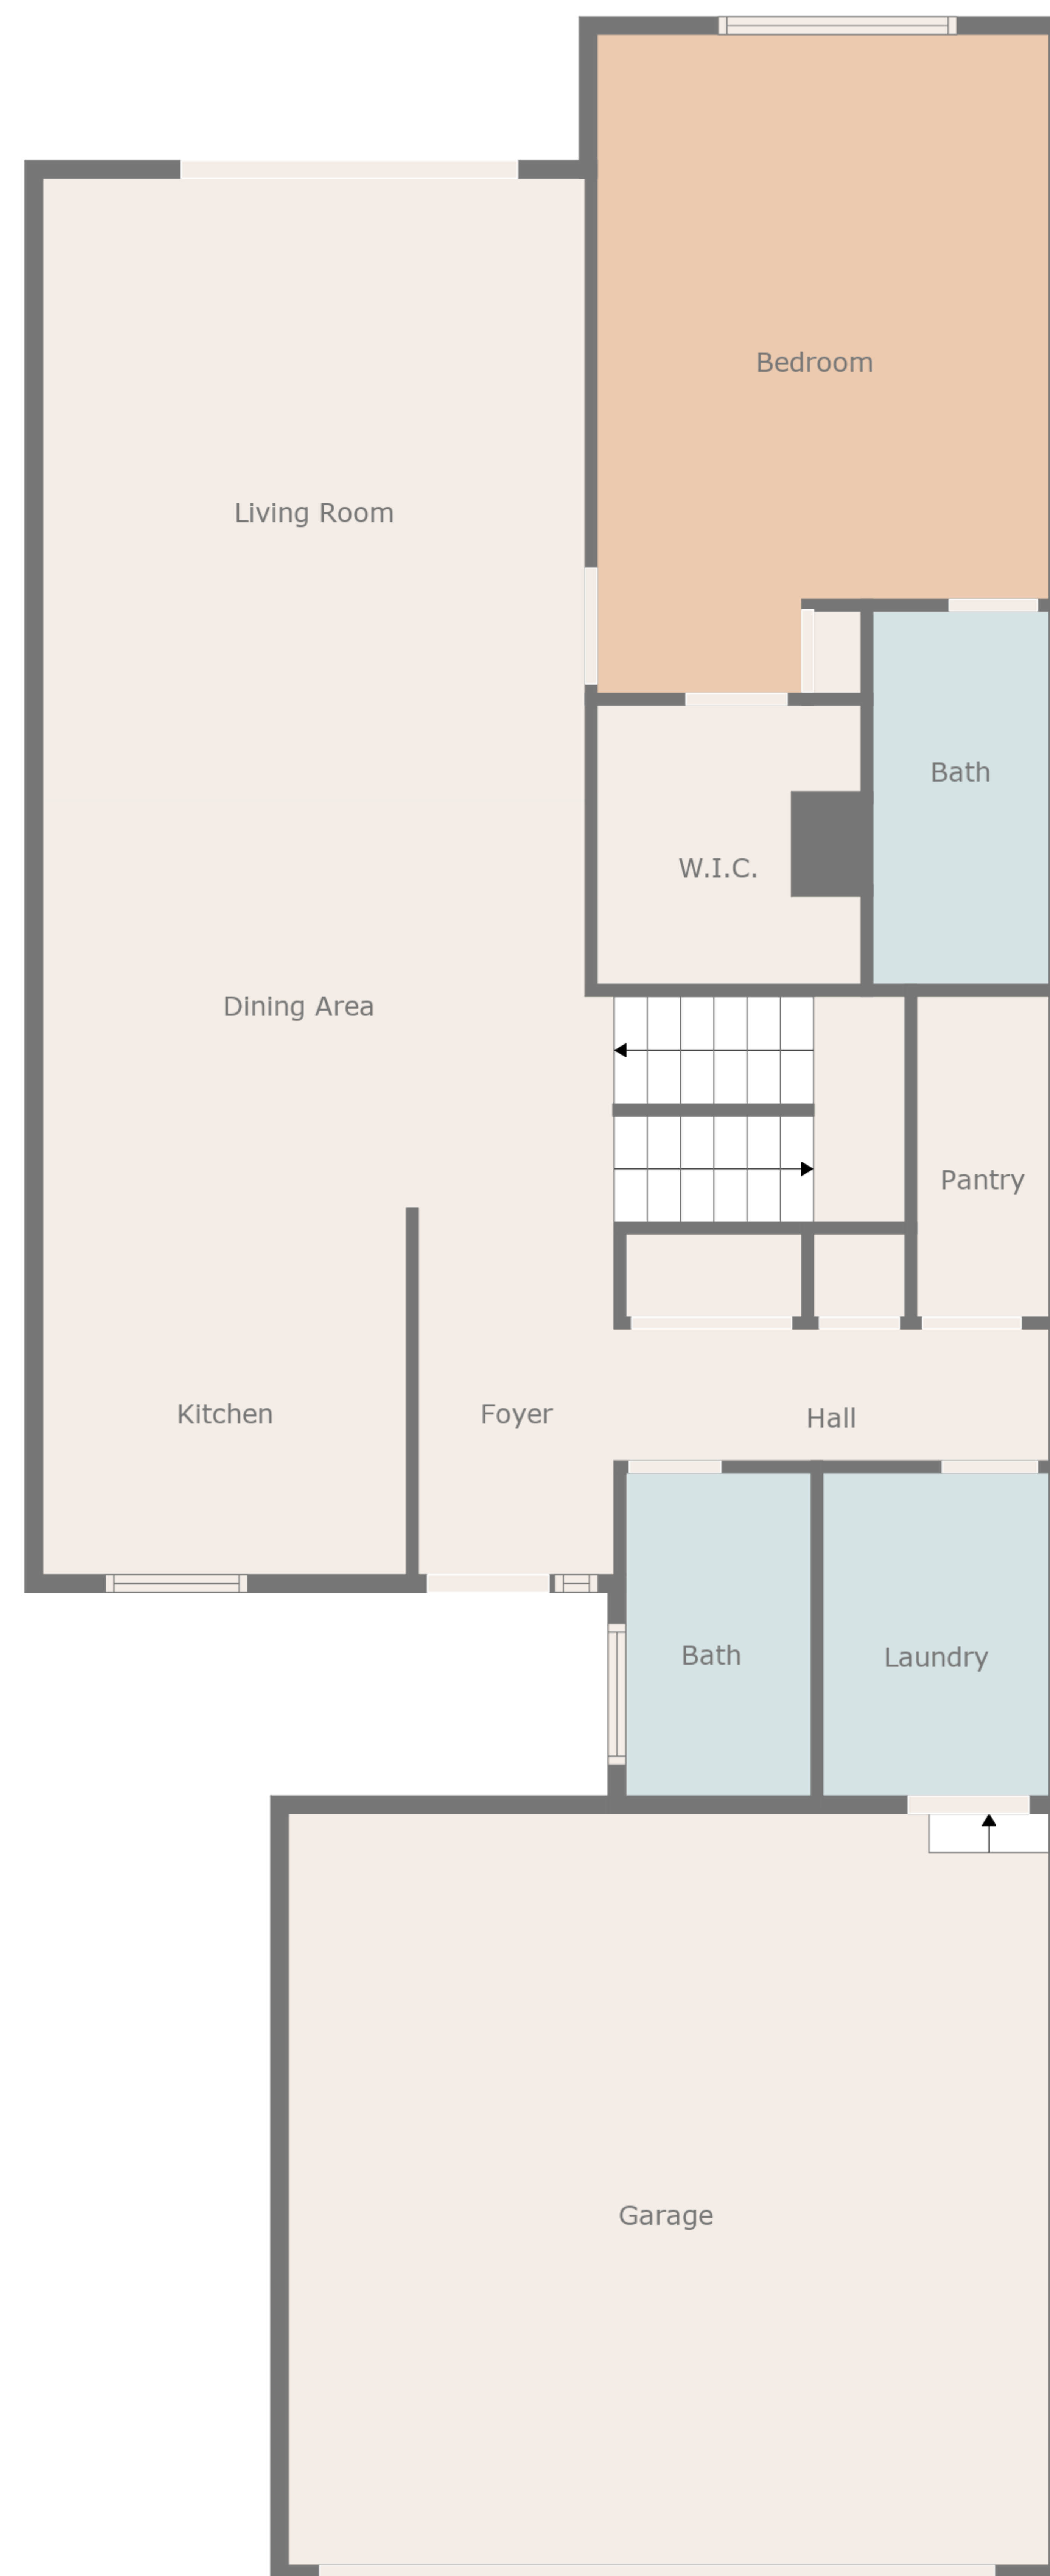 Bedroom
Living Room
Bath
W.I.C.
Dining Area
Pantry
Kitchen
Foyer
Hall
Bath
Laundry
Garage